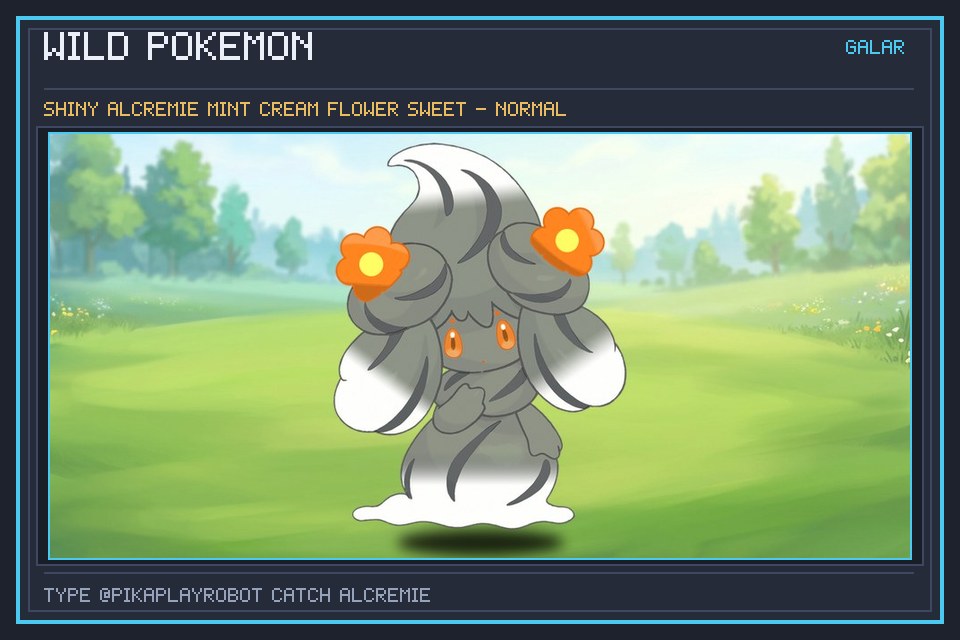 WILD POKEMON
GALAR
SHINY ALCREMIE MINT CREAM FLOWER SWEET - NORMAL
TYPE @PIKAPLAYROBOT CATCH ALCREMIE